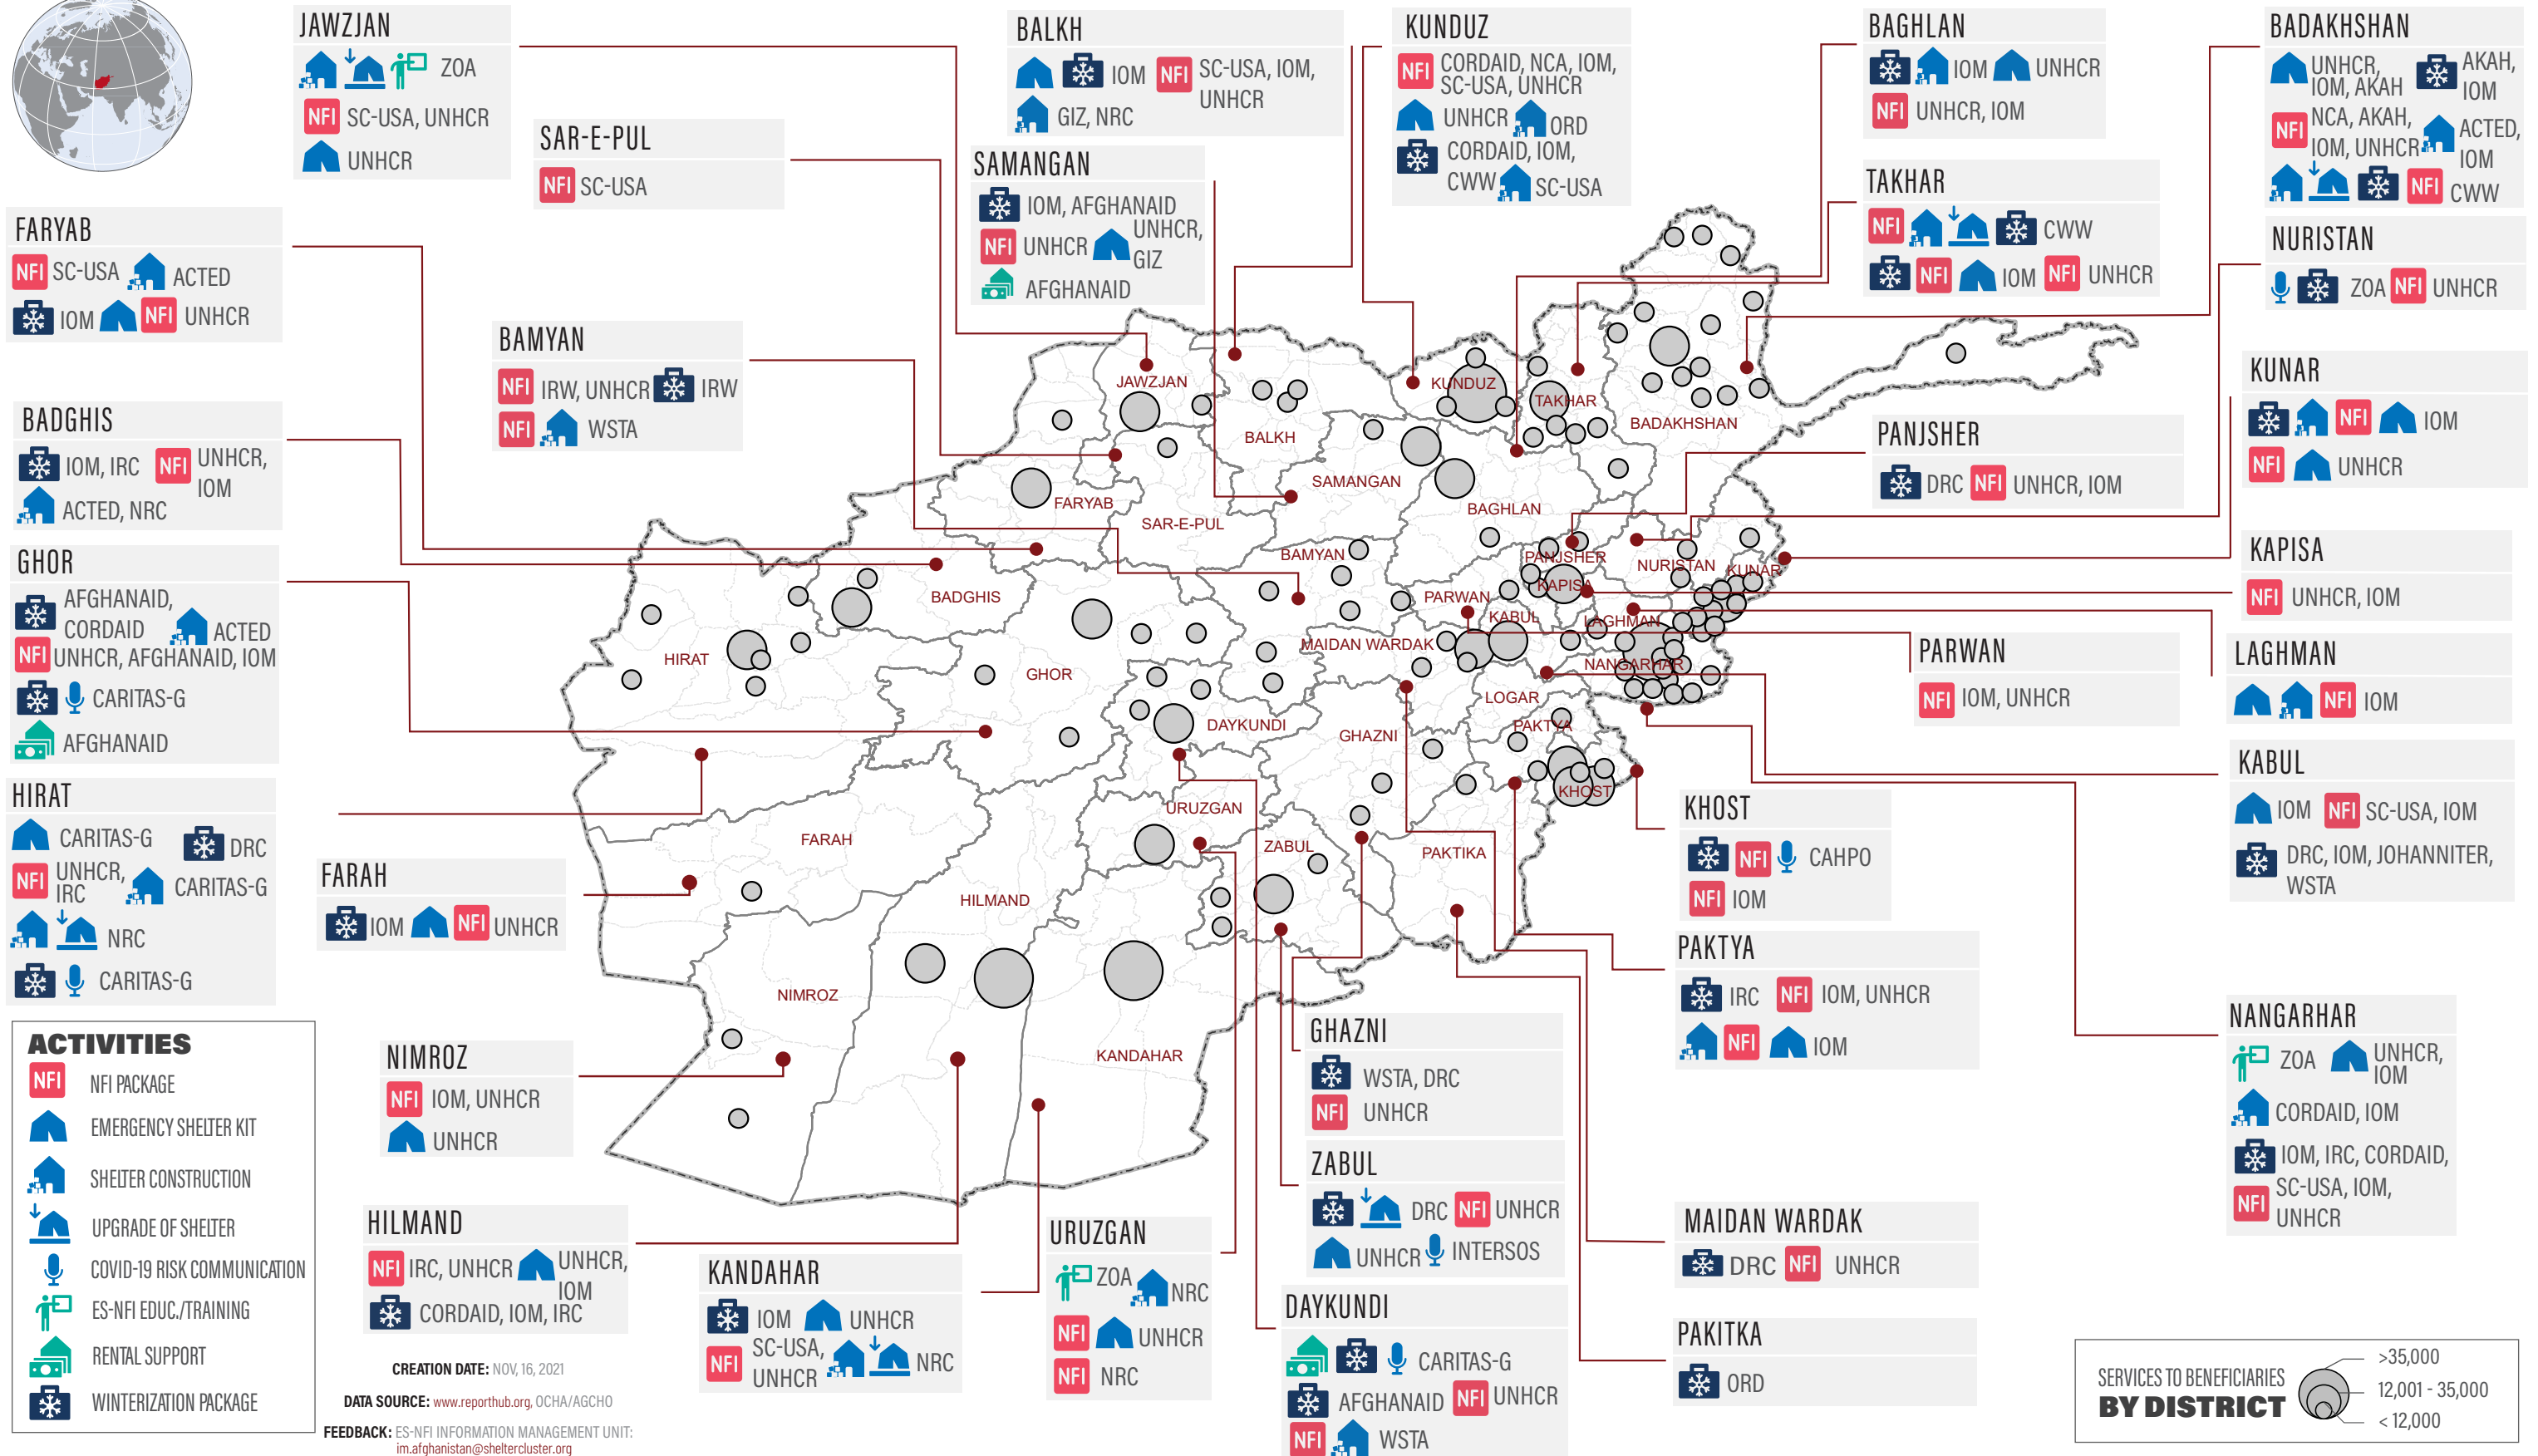 JAWZJAN
ZOA
NFI SC-USA, UNHCR
UNHCR
SAR-E-PUL
NFI SC-USA
BALKH
IOM NFI SC-USA, IOM,
UNHCR
GIZ, NRC
SAMANGAN
IOM, AFGHANAID
NFI UNHCR UNHCR,
GIZ
AFGHANAID
KUNDUZ
NFI CORDAID, NCA, IOM,
SC-USA, UNHCR
UNHCR ORD
CORDAID, IOM,
CWW SC-USA
BAGHLAN
IOM UNHCR
NFI UNHCR, IOM
TAKHAR
NFI CWW
NFI IOM NFI UNHCR
BADAKHSHAN
UNHCR,
IOM, AKAH
AKAH,
IOM
NFI NCA, AKAH,
IOM, UNHCR
ACTED,
IOM
NFI CWW
NURISTAN
ZOA NFI UNHCR
KUNAR
NFI IOM
NFI UNHCR
PANJSHER
DRC NFI UNHCR, IOM
KAPISA
NFI UNHCR, IOM
PARWAN
NFI IOM, UNHCR
LAGHMAN
NFI IOM
KABUL
IOM NFI SC-USA, IOM
DRC, IOM, JOHANNITER,
WSTA
FARYAB
NFI SC-USA ACTED
IOM NFI UNHCR
BAMYAN
NFI IRW, UNHCR IRW
NFI WSTA
BADGHIS
IOM, IRC NFI UNHCR,
IOM
ACTED, NRC
GHOR
AFGHANAID,
CORDAID ACTED
NFI UNHCR, AFGHANAID, IOM
CARITAS-G
AFGHANAID
HIRAT
CARITAS-G DRC
NFI UNHCR,
IRC CARITAS-G
NRC
CARITAS-G
FARAH
IOM NFI UNHCR
JAWZJAN
KUNDUZ
TAKHAR
BADAKHSHAN
BALKH
SAMANGAN
FARYAB
BAGHLAN
SAR-E-PUL
BAMYAN
PANJSHER
NURISTAN
KUNAR
KAPISA
BADGHIS
PARWAN
KABUL
LAGHMAN
MAIDAN WARDAK
HIRAT
NANGARHAR
GHOR
LOGAR
DAYKUNDI
PAKTYA
GHAZNI
KHOST
URUZGAN
FARAH
ZABUL
PAKTIKA
HILMAND
NIMROZ
KANDAHAR
KHOST
NFI CAHPO
NFI IOM
PAKTYA
IRC NFI IOM, UNHCR
NFI IOM
NANGARHAR
ZOA UNHCR,
IOM
CORDAID, IOM
IOM, IRC, CORDAID,
NFI SC-USA, IOM,
UNHCR
GHAZNI
WSTA, DRC
NFI UNHCR
ZABUL
DRC NFI UNHCR
UNHCR INTERSOS
MAIDAN WARDAK
DRC NFI UNHCR
PAKITKA
ORD
DAYKUNDI
CARITAS-G
AFGHANAID NFI UNHCR
NFI WSTA
URUZGAN
ZOA NRC
NFI UNHCR
NFI NRC
KANDAHAR
IOM UNHCR
NFI SC-USA,
UNHCR NRC
HILMAND
NFI IRC, UNHCR UNHCR,
IOM
CORDAID, IOM, IRC
NIMROZ
NFI IOM, UNHCR
UNHCR
ACTIVITIES
NFI NFI PACKAGE
EMERGENCY SHELTER KIT
SHELTER CONSTRUCTION
UPGRADE OF SHELTER
COVID-19 RISK COMMUNICATION
ES-NFI EDUC./TRAINING
RENTAL SUPPORT
WINTERIZATION PACKAGE
CREATION DATE: NOV, 16, 2021
DATA SOURCE: www.reporthub.org, OCHA/AGCHO
FEEDBACK: ES-NFI INFORMATION MANAGEMENT UNIT:
im.afghanistan@sheltercluster.org
SERVICES TO BENEFICIARIES
BY DISTRICT
>35,000
12,001 - 35,000
< 12,000